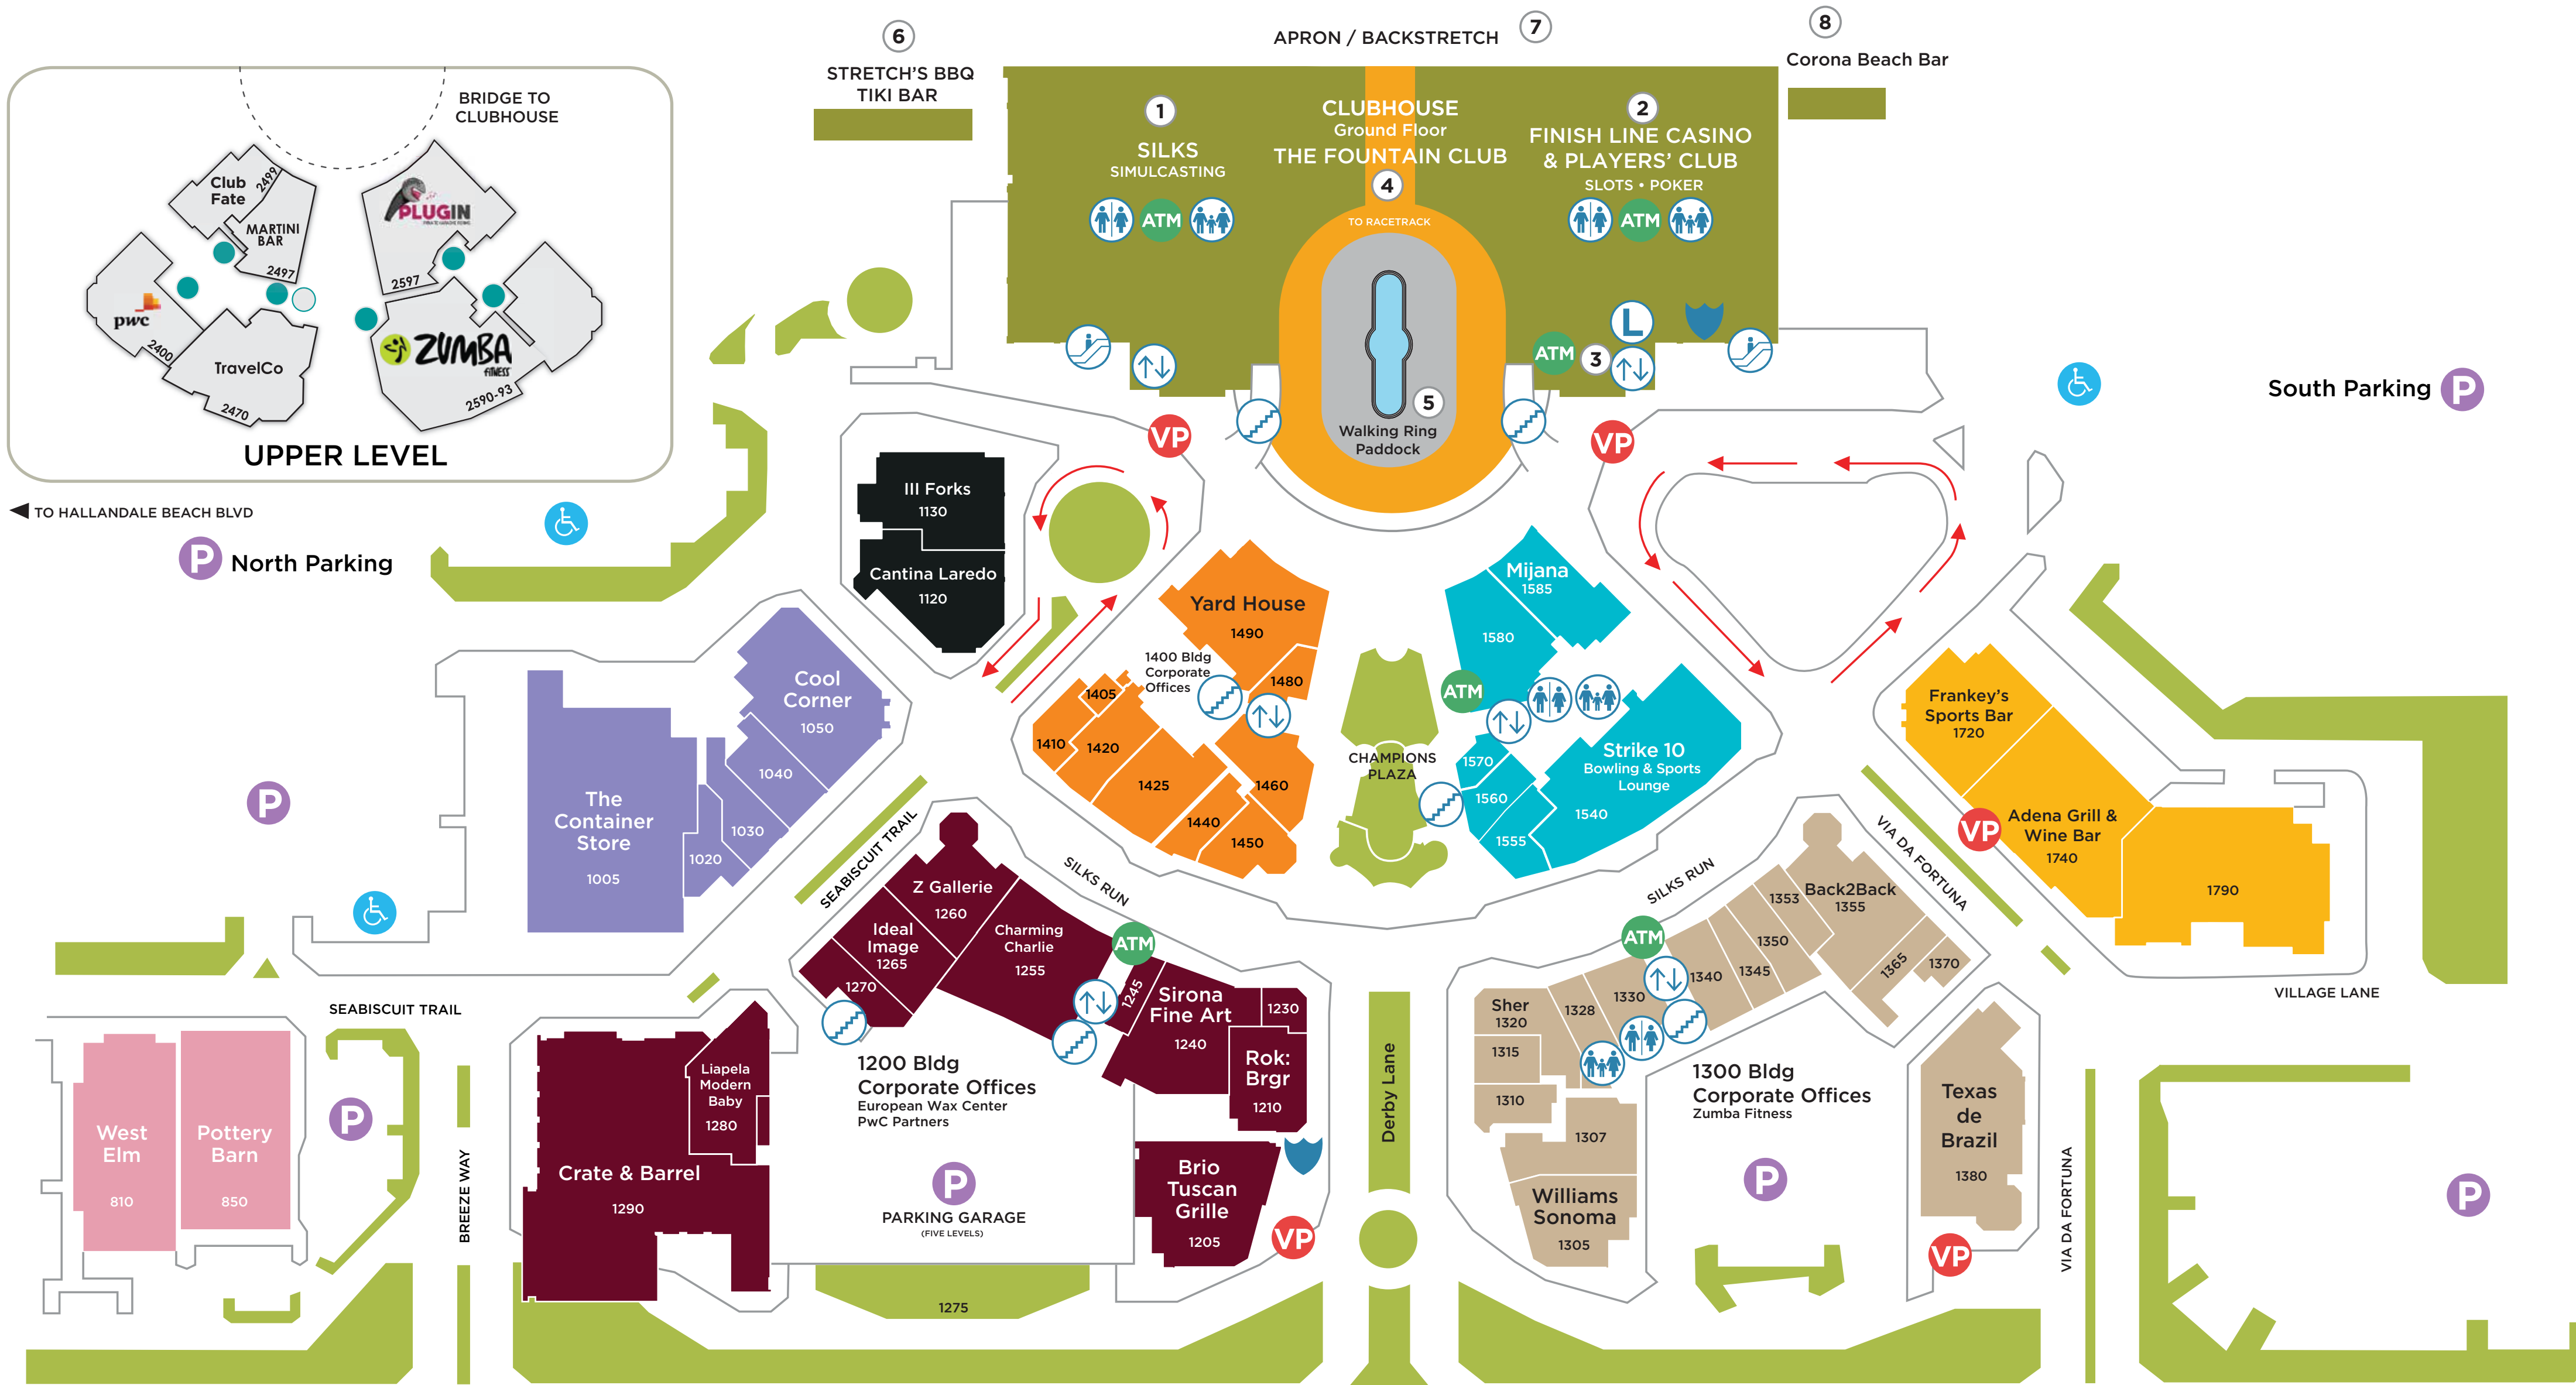 6
STRETCH'S BBQ
TIKI BAR
APRON / BACKSTRETCH
7
8
Corona Beach Bar
BRIDGE TO
CLUBHOUSE
Club
Fate
2499
MARTINI
BAR
2497
PLUGIN
2597
pwc
2400
TravelCo
2470
ZUMBA
FITNESS
2590-93
UPPER LEVEL
1
SILKS
SIMULCASTING
ATM
CLUBHOUSE
Ground Floor
THE FOUNTAIN CLUB
4
TO RACETRACK
2
FINISH LINE CASINO
& PLAYERS' CLUB
SLOTS • POKER
ATM
L
ATM
3
5
Walking Ring
Paddock
VP
VP
South Parking
P
TO HALLANDALE BEACH BLVD
P
North Parking
III Forks
1130
Cantina Laredo
1120
Yard House
1490
1400 Bldg
Corporate
Offices
1480
1405
1410
1420
1425
1440
1450
1460
Mijana
1585
1580
ATM
CHAMPIONS
PLAZA
1570
1560
1555
Strike 10
Bowling & Sports
Lounge
1540
Frankey's
Sports Bar
1720
VP
Adena Grill &
Wine Bar
1740
1790
Cool
Corner
1050
1040
1030
1020
The
Container
Store
1005
P
SEABISCUIT TRAIL
SILKS RUN
SILKS RUN
VIA DA FORTUNA
Z Gallerie
1260
Ideal
Image
1265
1270
Charming
Charlie
1255
ATM
1245
Sirona
Fine Art
1240
1230
Rok:
Brgr
1210
ATM
Sher
1320
1315
1310
1328
1330
1340
1345
1350
1353
Back2Back
1355
1365
1370
1307
Williams
Sonoma
1305
VILLAGE LANE
SEABISCUIT TRAIL
West
Elm
810
Pottery
Barn
850
P
BREEZE WAY
Crate & Barrel
1290
Liapela
Modern
Baby
1280
1200 Bldg
Corporate Offices
European Wax Center
PwC Partners
P
PARKING GARAGE
(FIVE LEVELS)
1275
Brio
Tuscan
Grille
1205
VP
Derby Lane
1300 Bldg
Corporate Offices
Zumba Fitness
P
Texas
de
Brazil
1380
VP
VIA DA FORTUNA
P